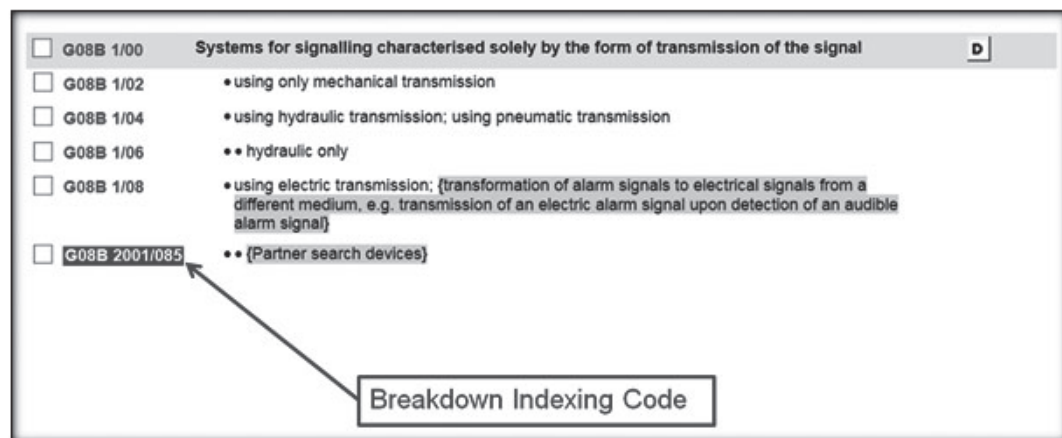 G08B 1/00 Systems for signalling characterised solely by the form of transmission of the signal D
G08B 1/02 • using only mechanical transmission
G08B 1/04 • using hydraulic transmission; using pneumatic transmission
G08B 1/06 • • hydraulic only
G08B 1/08 • using electric transmission; {transformation of alarm signals to electrical signals from a
different medium, e.g. transmission of an electric alarm signal upon detection of an audible
alarm signal}
G08B 2001/085 • • {Partner search devices}
Breakdown Indexing Code